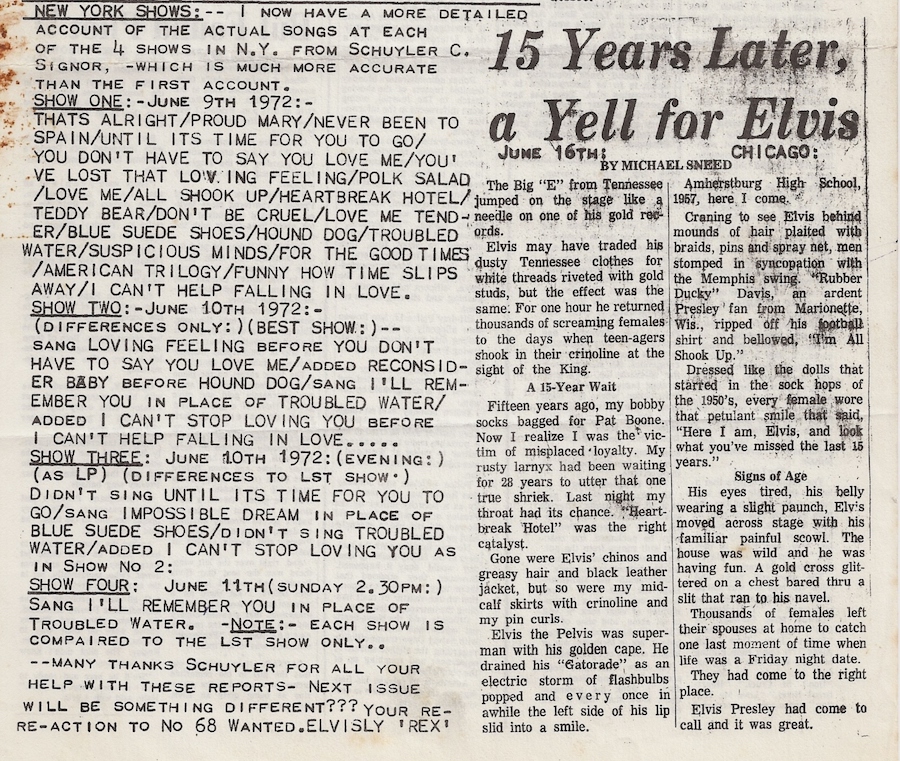 NEW YORK SHOWS:-- I NOW HAVE A MORE DETAILED
ACCOUNT OF THE ACTUAL SONGS AT EACH
OF THE 4 SHOWS IN N.Y. FROM SCHUYLER C.
SIGNOR, -WHICH IS MUCH MORE ACCURATE
THAN THE FIRST ACCOUNT.
SHOW ONE:-JUNE 9TH 1972:-
THATS ALRIGHT/PROUD MARY/NEVER BEEN TO
SPAIN/UNTIL ITS TIME FOR YOU TO GO/
YOU DON'T HAVE TO SAY YOU LOVE ME/YOU'
VE LOST THAT LOV.ING FEELING/POLK SALAD
/LOVE ME/ALL SHOOK UP/HEARTBREAK HOTEL/
TEDDY BEAR/DON'T BE CRUEL/LOVE ME TEND-
ER/BLUE SUEDE SHOES/HOUND DOG/TROUBLED
WATER/SUSPICIOUS MINDS/FOR THE GOOD TIMES
/AMERICAN TRILOGY/FUNNY HOW TIME SLIPS
AWAY/I CAN'T HELP FALLING IN LOVE.
SHOW TWO:-JUNE 10TH 1972:-
(DIFFERENCES ONLY:)(BEST SHOW:)--
SANG LOVING FEELING BEFORE YOU DON'T
HAVE TO SAY YOU LOVE ME/ADDED RECONSID-
ER BABY BEFORE HOUND DOG/SANG I'LL REM-
EMBER YOU IN PLACE OF TROUBLED WATER/
ADDED I CAN'T STOP LOVING YOU BEFORE
I CAN'T HELP FALLING IN LOVE.....
SHOW THREE: JUNE 10TH 1972:(EVENING:)
(AS LP) (DIFFERENCES TO LST SHOW.)
DIDN'T SING UNTIL ITS TIME FOR YOU TO
GO/SANG IMPOSSIBLE DREAM IN PLACE OF
BLUE SUEDE SHOES/DIDN'T SING TROUBLED
WATER/ADDED I CAN'T STOP LOVING YOU AS
IN SHOW No 2:
SHOW FOUR: JUNE 11TH(SUNDAY 2.30PM:)
SANG I'LL REMEMBER YOU IN PLACE OF
TROUBLED WATER. -NOTE:- EACH SHOW IS
COMPAIRED TO THE LST SHOW ONLY..
--MANY THANKS SCHUYLER FOR ALL YOUR
HELP WITH THESE REPORTS- NEXT ISSUE
WILL BE SOMETHING DIFFERENT???YOUR RE-
RE-ACTION TO No 68 WANTED.ELVISLY 'REX'
15 Years Later,
a Yell for Elvis
JUNE 16TH: CHICAGO:
BY MICHAEL SNEED
The Big "E" from Tennessee
jumped on the stage like a
needle on one of his gold rec-
ords.
Elvis may have traded his
dusty Tennessee clothes for
white threads riveted with gold
studs, but the effect was the
same. For one hour he returned
thousands of screaming females
to the days when teen-agers
shook in their crinoline at the
sight of the King.
A 15-Year Wait
Fifteen years ago, my bobby
socks bagged for Pat Boone.
Now I realize I was the vic-
tim of misplaced loyalty. My
rusty larnyx had been waiting
for 28 years to utter that one
true shriek. Last night my
throat had its chance. "Heart-
break Hotel" was the right
catalyst.
Gone were Elvis' chinos and
greasy hair and black leather
jacket, but so were my mid-
calf skirts with crinoline and
my pin curls.
Elvis the Pelvis was super-
man with his golden cape. He
drained his "Gatorade" as an
electric storm of flashbulbs
popped and every once in
awhile the left side of his lip
slid into a smile.
Amherstburg High School,
1957, here I come.
Craning to see Elvis behind
mounds of hair plaited with
braids, pins and spray net, men
stomped in syncopation with
the Memphis swing. "Rubber
Ducky" Davis, an ardent
Presley fan from Marionette,
Wis., ripped off his football
shirt and bellowed, "I'm All
Shook Up."
Dressed like the dolls that
starred in the sock hops of
the 1950's, every female wore
that petulant smile that said,
"Here I am, Elvis, and look
what you've missed the last 15
years."
Signs of Age
His eyes tired, his belly
wearing a slight paunch, Elvis
moved across stage with his
familiar painful scowl. The
house was wild and he was
having fun. A gold cross glit-
tered on a chest bared thru a
slit that ran to his navel.
Thousands of females left
their spouses at home to catch
one last moment of time when
life was a Friday night date.
They had come to the right
place.
Elvis Presley had come to
call and it was great.